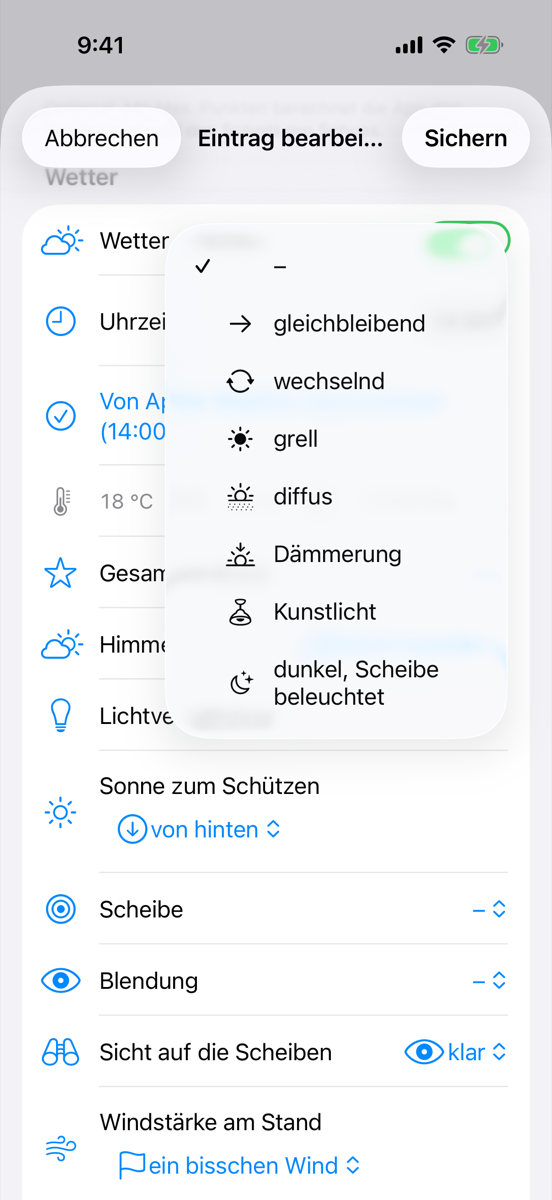 9:41
Abbrechen
Eintrag bearbei...
Sichern
Wetter
Wetter
–
Uhrzei
gleichbleibend
wechselnd
Von Ap
(14:00
grell
18 °C
diffus
Gesam
Dämmerung
Kunstlicht
Himme
dunkel, Scheibe
beleuchtet
Lichtve
Sonne zum Schützen
von hinten
Scheibe –
Blendung –
Sicht auf die Scheiben klar
Windstärke am Stand
ein bisschen Wind